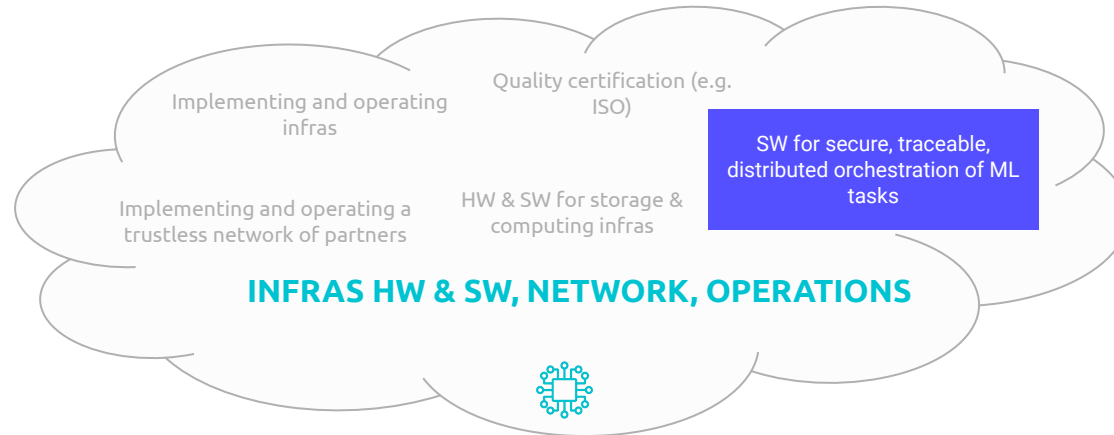 Implementing and operating
infras
Quality certification (e.g.
ISO)
SW for secure, traceable,
distributed orchestration of ML
tasks
Implementing and operating a
trustless network of partners
HW & SW for storage &
computing infras
INFRAS HW & SW, NETWORK, OPERATIONS